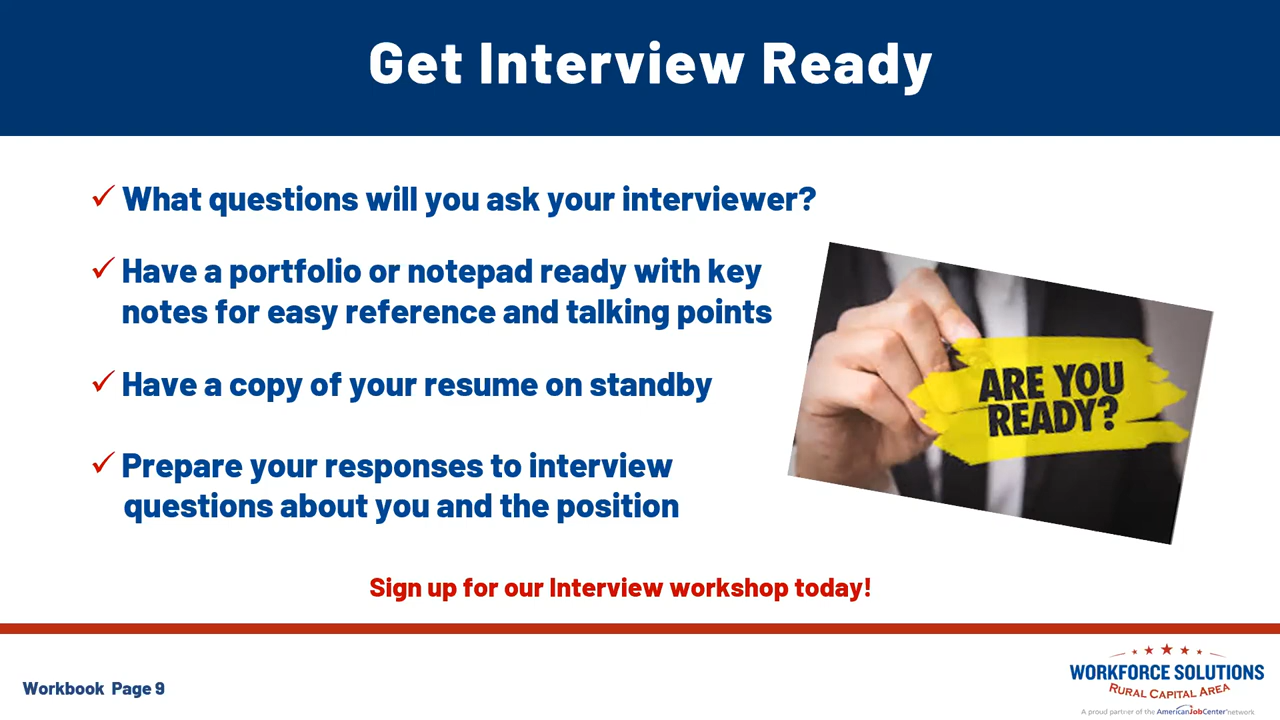 Get Interview Ready
✓ What questions will you ask your interviewer?
✓ Have a portfolio or notepad ready with key
notes for easy reference and talking points
✓ Have a copy of your resume on standby
✓ Prepare your responses to interview
questions about you and the position
ARE YOU
READY?
Sign up for our Interview workshop today!
Workbook Page 9
WORKFORCE SOLUTIONS
RURAL CAPITAL AREA
A proud partner of the AmericanJobCenter network